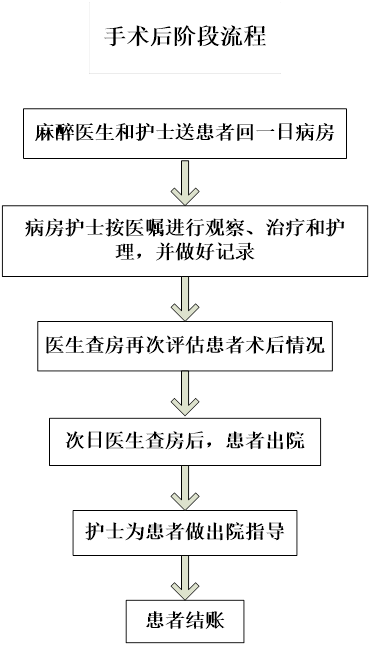 手术后阶段流程
麻醉医生和护士送患者回一日病房
病房护士按医嘱进行观察、治疗和护
理，并做好记录
医生查房再次评估患者术后情况
次日医生查房后，患者出院
护士为患者做出院指导
患者结账